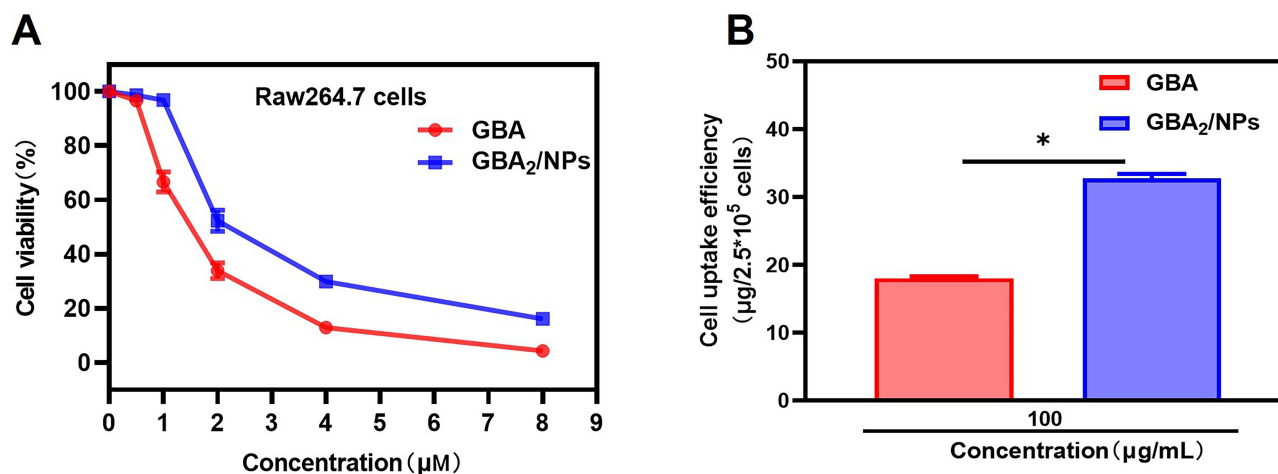 A
Raw264.7 cells
GBA
GBA₂/NPs
Cell viability(%)
100
80
60
40
20
0
0 1 2 3 4 5 6 7 8 9
Concentration(μM)
B
GBA
GBA₂/NPs
*
Cell uptake efficiency
(μg/2.5*10⁵ cells)
50
40
30
20
10
0
100
Concentration(μg/mL)